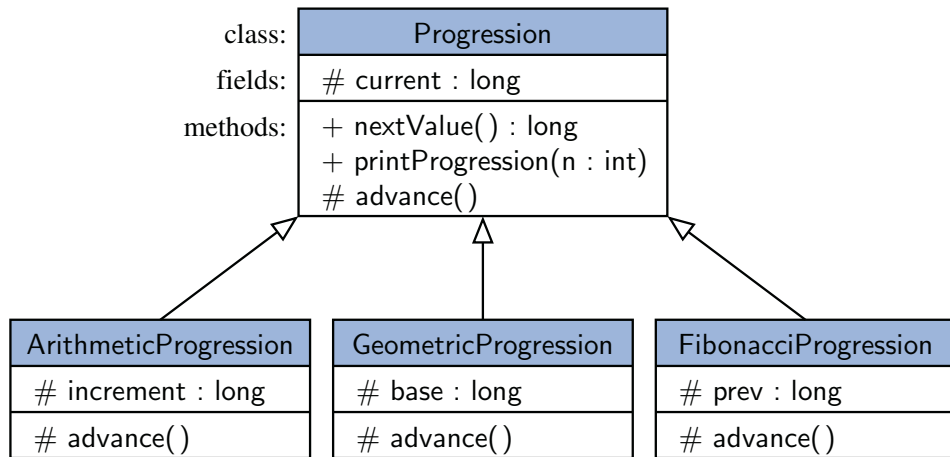 class: Progression
fields: # current : long
methods: + nextValue( ) : long
+ printProgression(n : int)
# advance( )
ArithmeticProgression GeometricProgression FibonacciProgression
# increment : long # base : long # prev : long
# advance( ) # advance( ) # advance( )